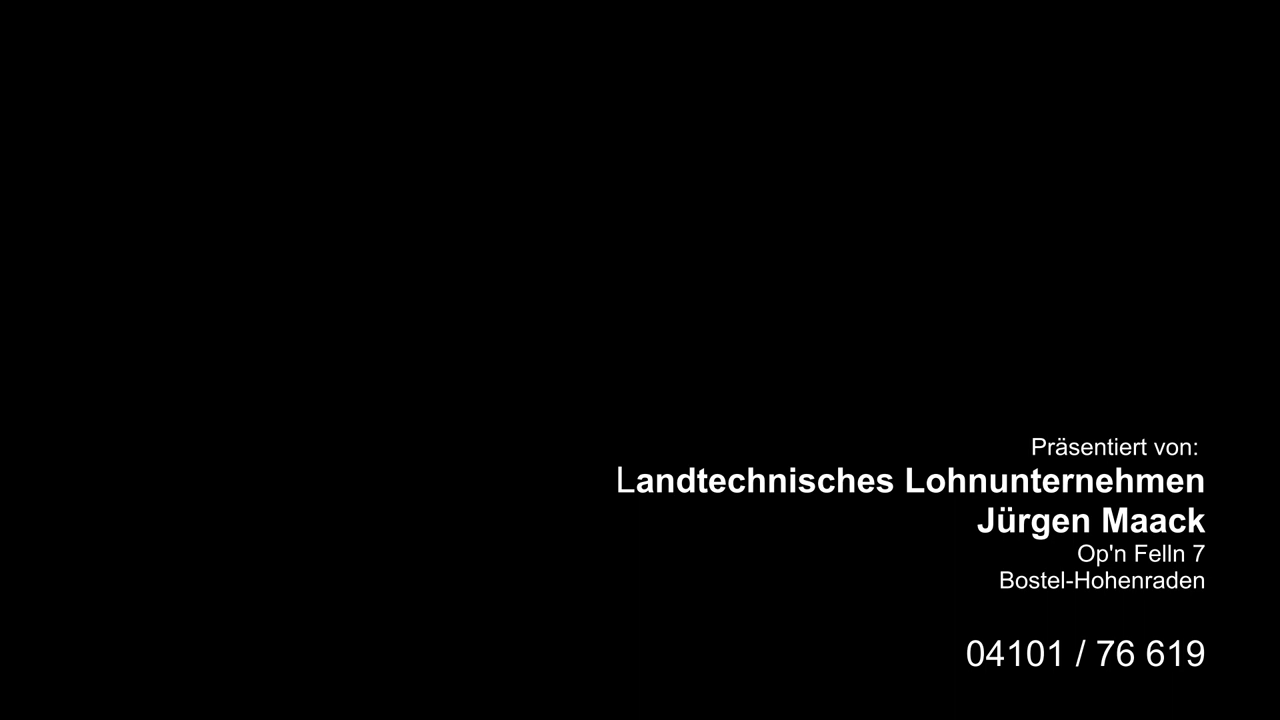 Präsentiert von:
Landtechnisches Lohnunternehmen
Jürgen Maack
Op'n Felln 7
Bostel-Hohenraden
04101 / 76 619